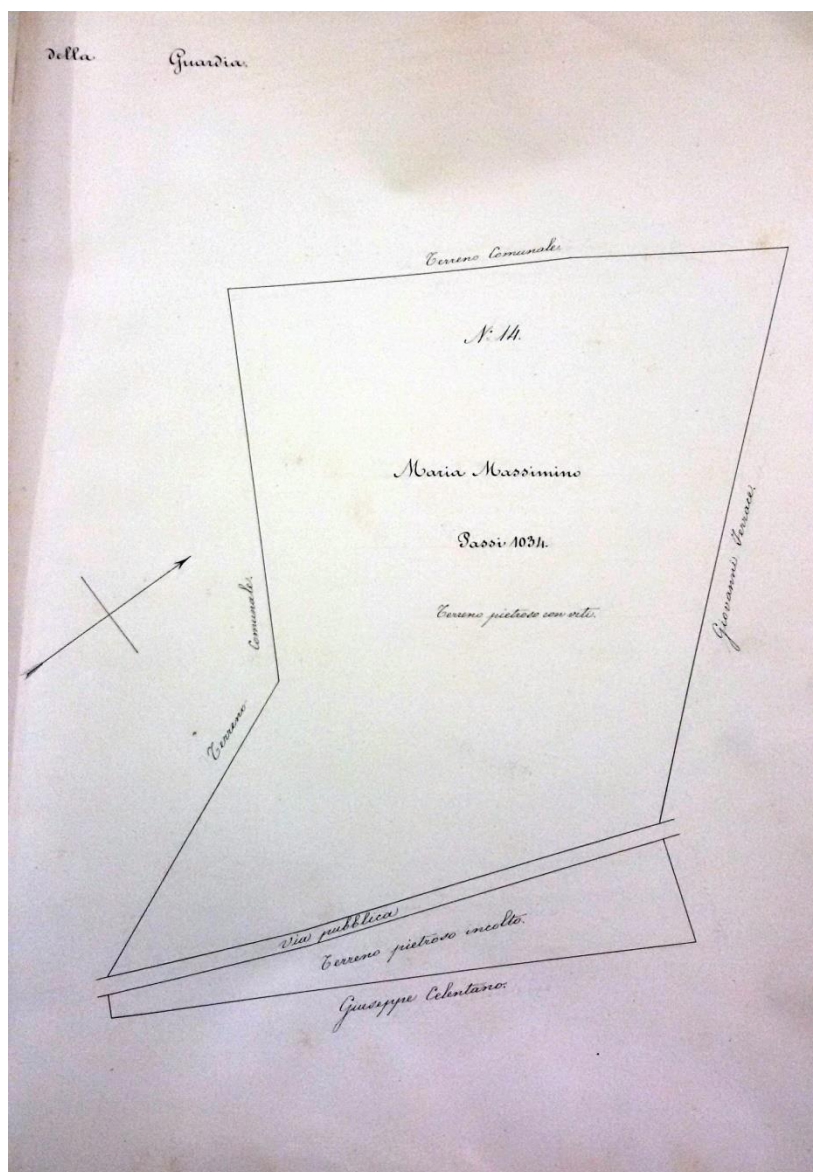 della Guardia.
Terreno Comunale.
N.º 14.
Maria Massimino
Passi 1034.
Terreno pietroso con viti.
Giovanni Ferrace.
Terreno Comunale.
Via pubblica
Terreno pietroso incolto.
Giuseppe Celentano.